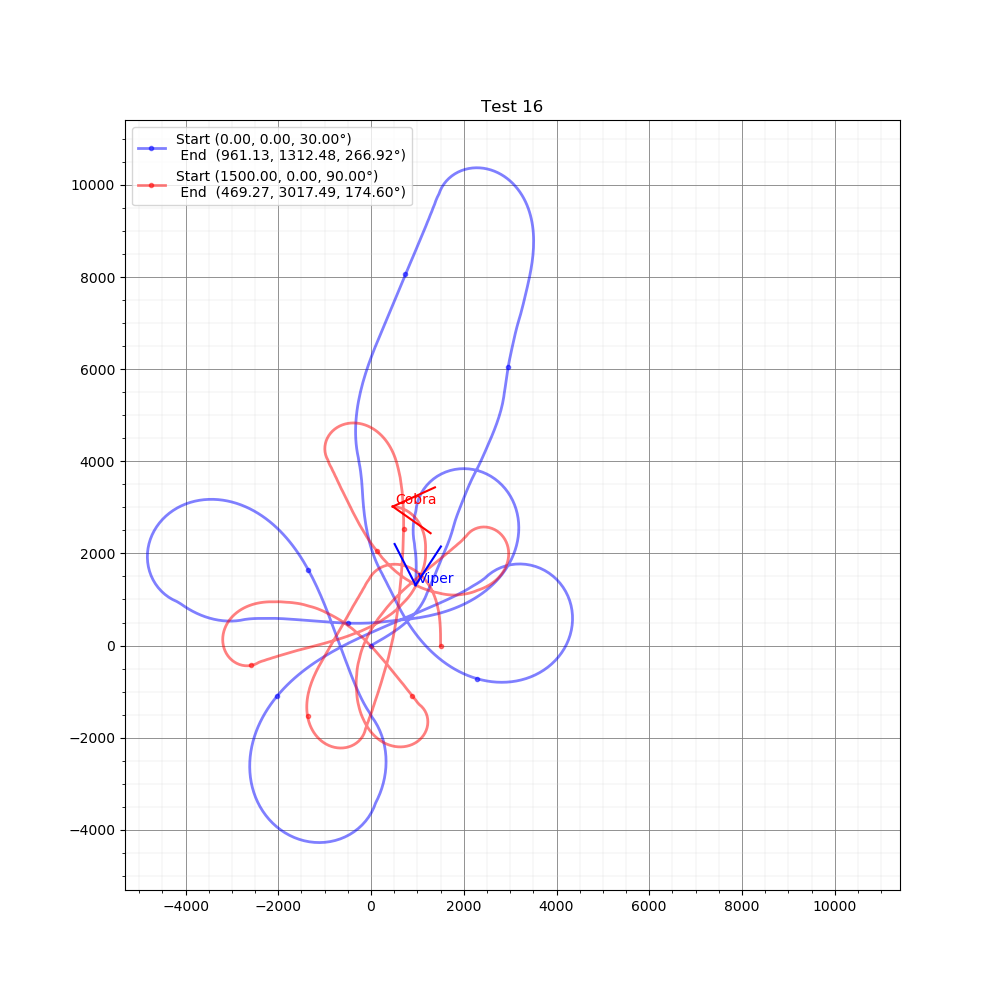 Test 16
Start (0.00, 0.00, 30.00°)
End (961.13, 1312.48, 266.92°)
Start (1500.00, 0.00, 90.00°)
End (469.27, 3017.49, 174.60°)
10000
8000
6000
4000
2000
0
−2000
−4000
Cobra
Viper
−4000 −2000 0 2000 4000 6000 8000 10000